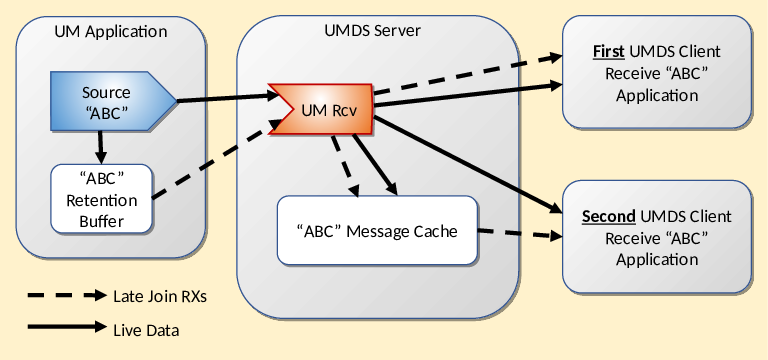 UM Application
Source
“ABC”
“ABC”
Retention
Buffer
UMDS Server
UM Rcv
“ABC” Message Cache
First UMDS Client
Receive “ABC”
Application
Second UMDS Client
Receive “ABC”
Application
Late Join RXs
Live Data